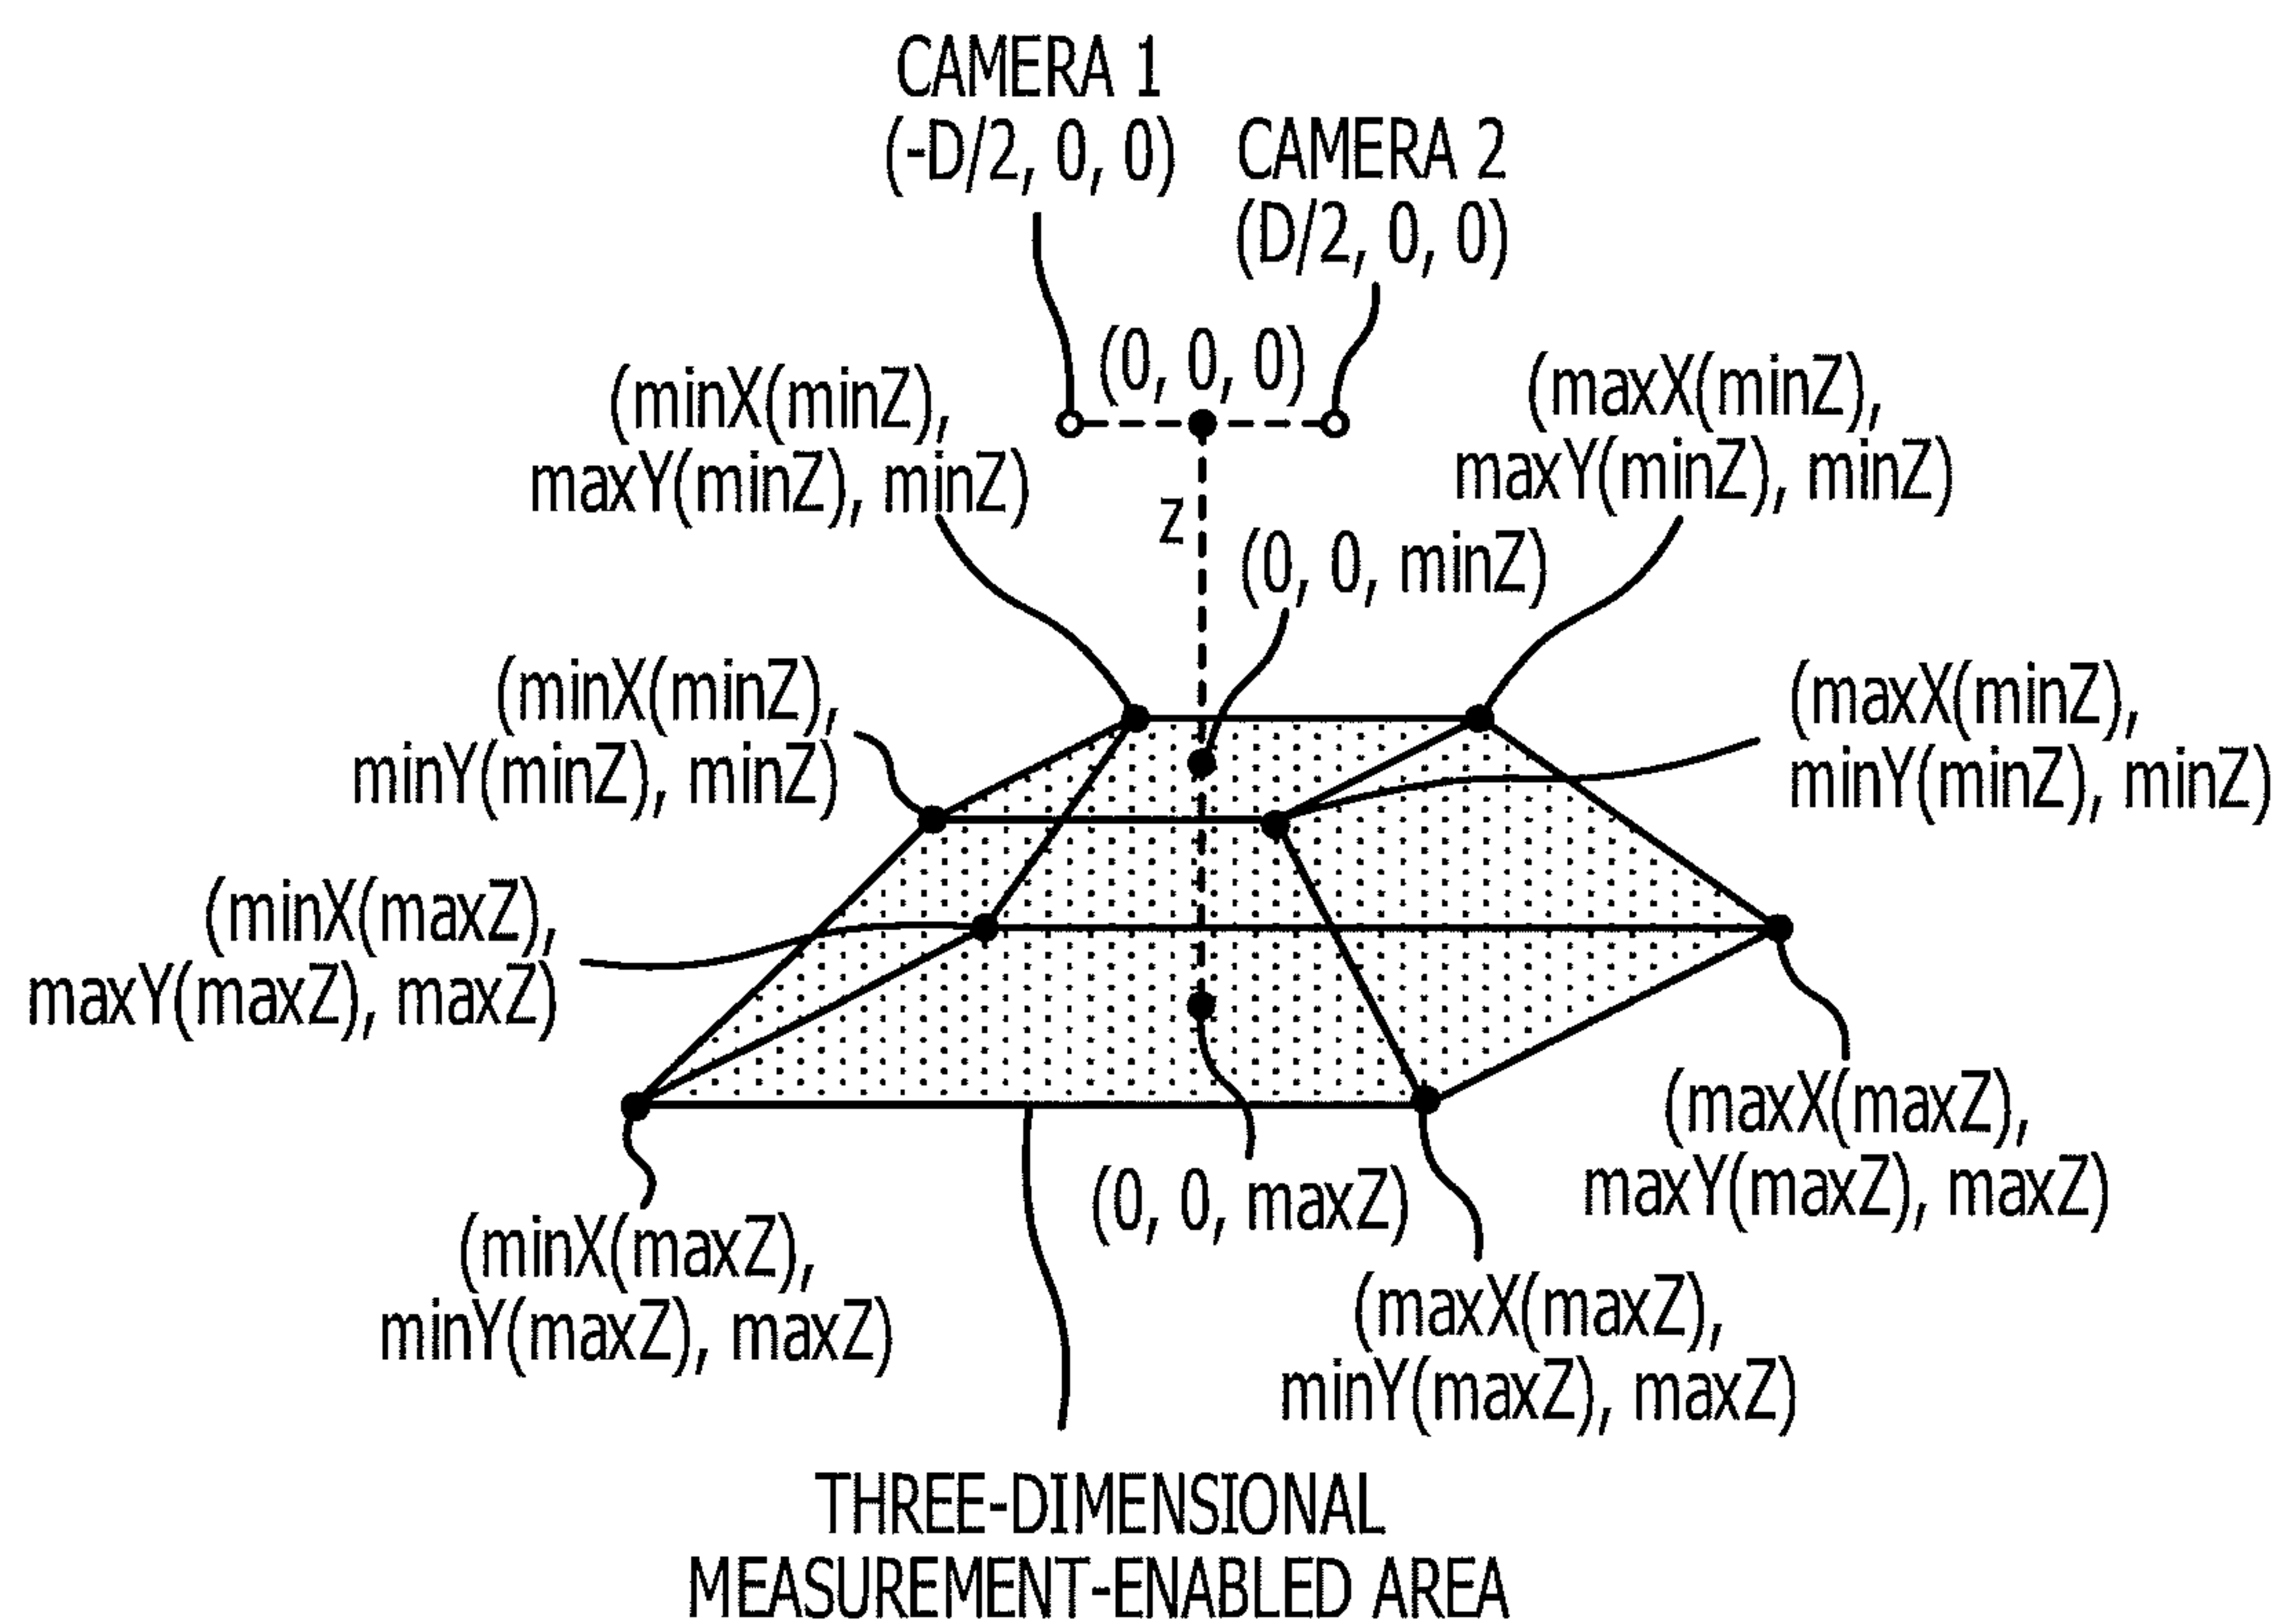 CAMERA 1
(-D/2, 0, 0)
CAMERA 2
(D/2, 0, 0)
(0, 0, 0)
(minX(minZ),
maxY(minZ), minZ)
(maxX(minZ),
maxY(minZ), minZ)
Z
(0, 0, minZ)
(minX(minZ),
minY(minZ), minZ)
(maxX(minZ),
minY(minZ), minZ)
(minX(maxZ),
maxY(maxZ), maxZ)
(maxX(maxZ),
maxY(maxZ), maxZ)
(0, 0, maxZ)
(minX(maxZ),
minY(maxZ), maxZ)
(maxX(maxZ),
minY(maxZ), maxZ)
THREE-DIMENSIONAL
MEASUREMENT-ENABLED AREA